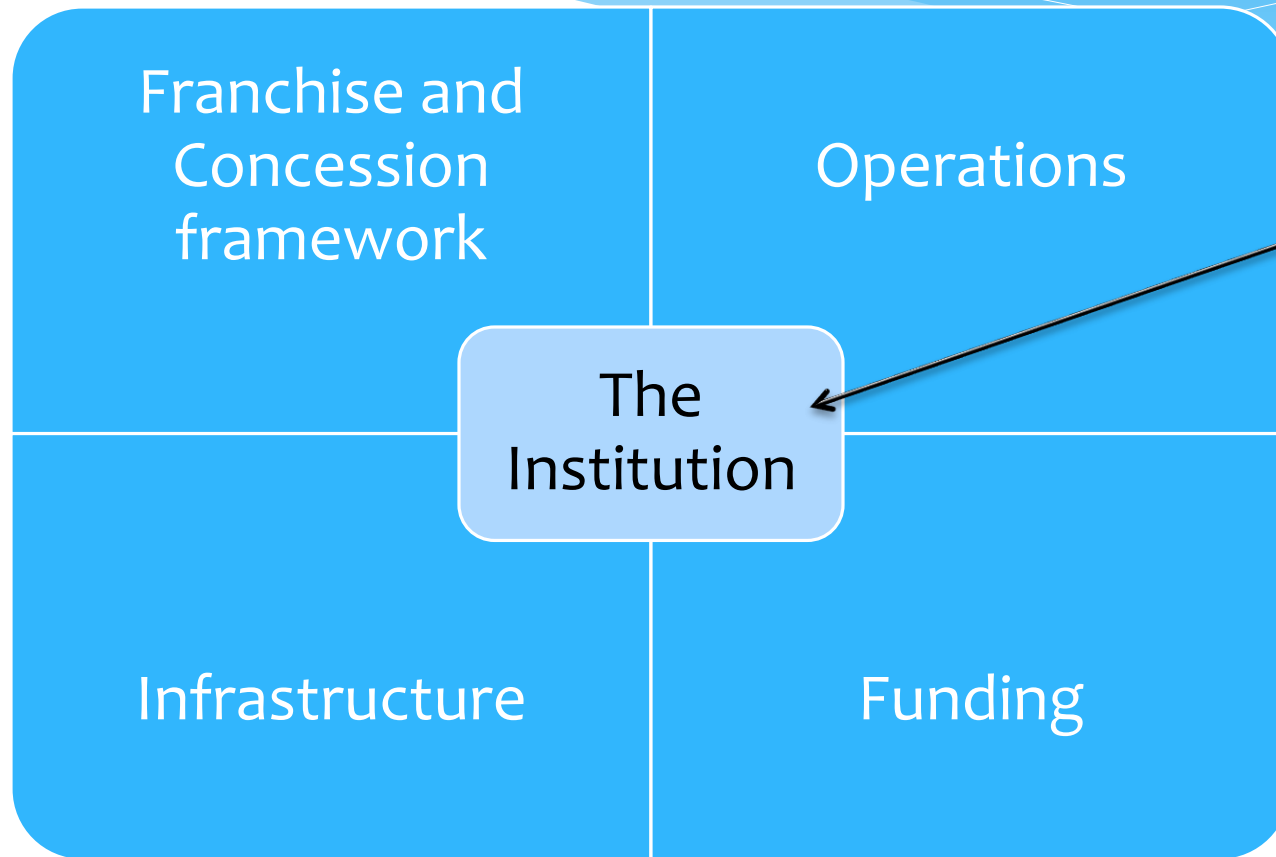 Franchise and
Concession
framework
Operations
The
Institution
Infrastructure
Funding